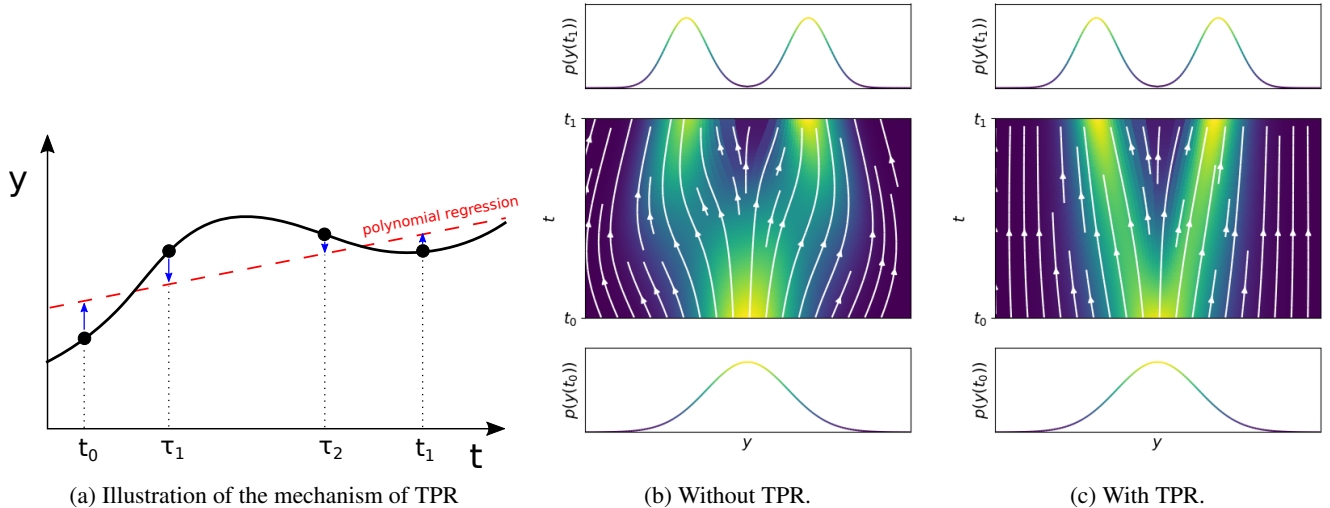 y
polynomial regression
t₀
τ₁
τ₂
t₁
t
(a) Illustration of the mechanism of TPR
p(y(t₁))
t₁
t
t₀
p(y(t₀))
y
(b) Without TPR.
p(y(t₁))
t₁
t
t₀
p(y(t₀))
y
(c) With TPR.